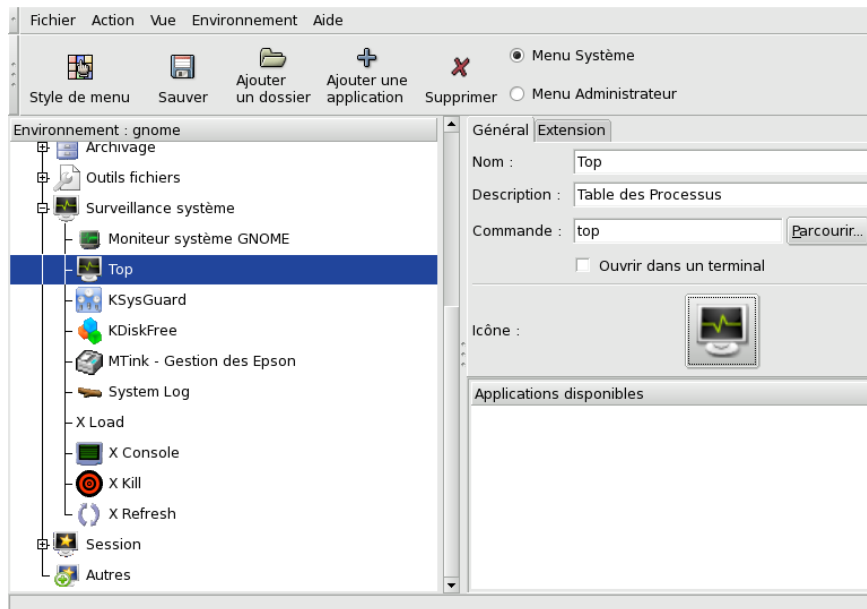 Fichier Action Vue Environnement Aide
Style de menu
Sauver
Ajouter
un dossier
Ajouter une
application
Supprimer
Menu Système
Menu Administrateur
Environnement : gnome
Archivage
Outils fichiers
Surveillance système
Moniteur système GNOME
Top
KSysGuard
KDiskFree
MTink - Gestion des Epson
System Log
X Load
X Console
X Kill
X Refresh
Session
Autres
Général Extension
Nom : Top
Description : Table des Processus
Commande : top Parcourir...
Ouvrir dans un terminal
Icône :
Applications disponibles